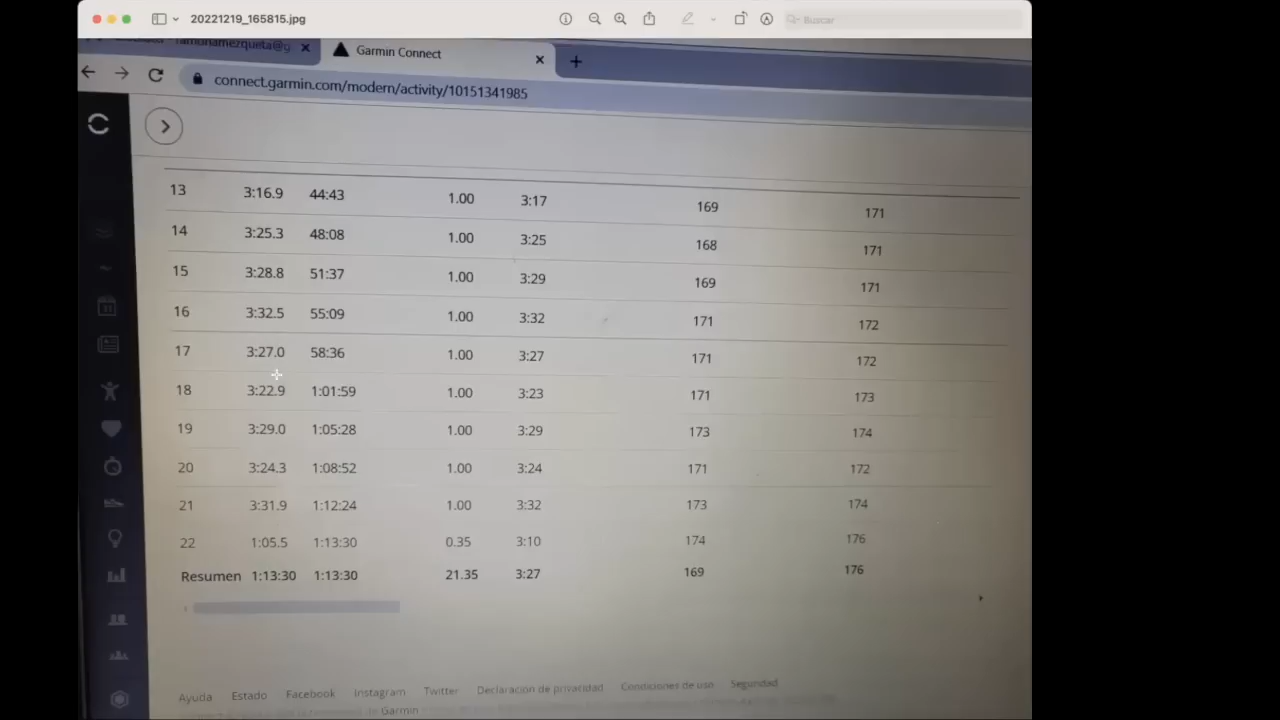 20221219_165815.jpg
Buscar
Garmin Connect
connect.garmin.com/modern/activity/10151341985
13 3:16.9 44:43 1.00 3:17 169 171
14 3:25.3 48:08 1.00 3:25 168 171
15 3:28.8 51:37 1.00 3:29 169 171
16 3:32.5 55:09 1.00 3:32 171 172
17 3:27.0 58:36 1.00 3:27 171 172
18 3:22.9 1:01:59 1.00 3:23 171 173
19 3:29.0 1:05:28 1.00 3:29 173 174
20 3:24.3 1:08:52 1.00 3:24 171 172
21 3:31.9 1:12:24 1.00 3:32 173 174
22 1:05.5 1:13:30 0.35 3:10 174 176
Resumen 1:13:30 1:13:30 21.35 3:27 169 176
Ayuda Estado Facebook Instagram Twitter Declaración de privacidad Condiciones de uso Seguridad
de Garmin